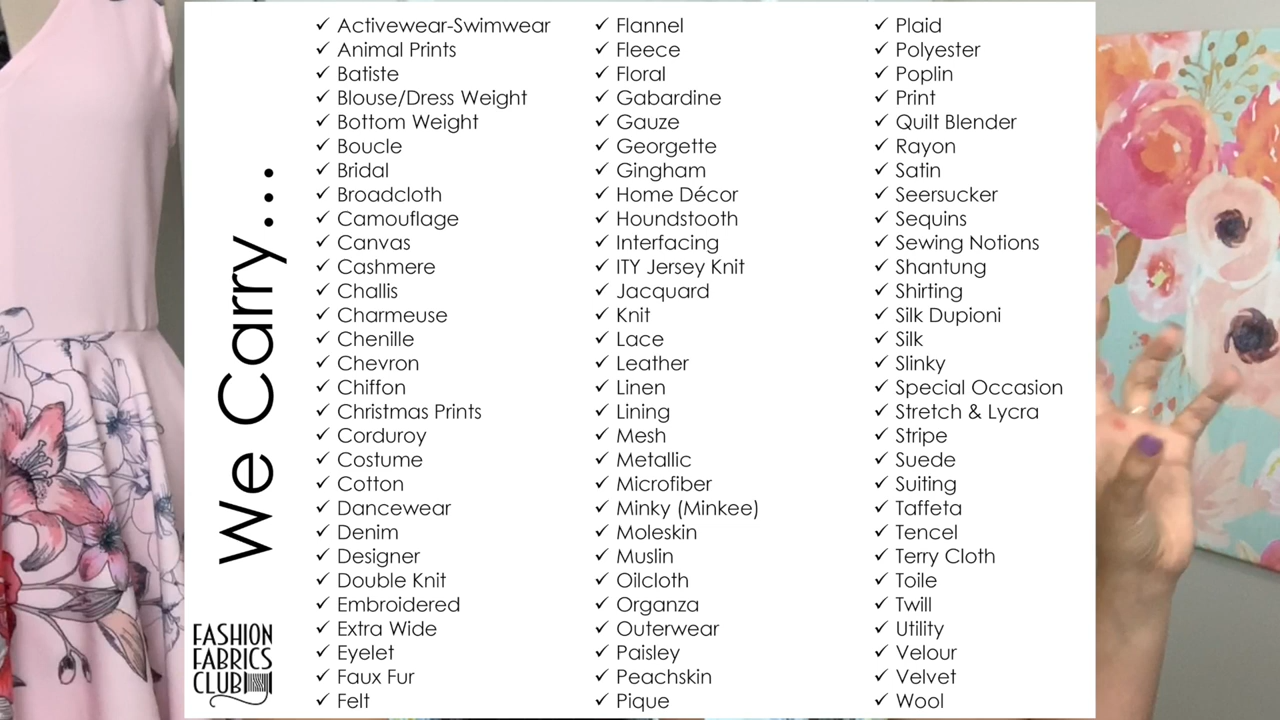 We Carry...
✓ Activewear-Swimwear
✓ Animal Prints
✓ Batiste
✓ Blouse/Dress Weight
✓ Bottom Weight
✓ Boucle
✓ Bridal
✓ Broadcloth
✓ Camouflage
✓ Canvas
✓ Cashmere
✓ Challis
✓ Charmeuse
✓ Chenille
✓ Chevron
✓ Chiffon
✓ Christmas Prints
✓ Corduroy
✓ Costume
✓ Cotton
✓ Dancewear
✓ Denim
✓ Designer
✓ Double Knit
✓ Embroidered
✓ Extra Wide
✓ Eyelet
✓ Faux Fur
✓ Felt
✓ Flannel
✓ Fleece
✓ Floral
✓ Gabardine
✓ Gauze
✓ Georgette
✓ Gingham
✓ Home Décor
✓ Houndstooth
✓ Interfacing
✓ ITY Jersey Knit
✓ Jacquard
✓ Knit
✓ Lace
✓ Leather
✓ Linen
✓ Lining
✓ Mesh
✓ Metallic
✓ Microfiber
✓ Minky (Minkee)
✓ Moleskin
✓ Muslin
✓ Oilcloth
✓ Organza
✓ Outerwear
✓ Paisley
✓ Peachskin
✓ Pique
✓ Plaid
✓ Polyester
✓ Poplin
✓ Print
✓ Quilt Blender
✓ Rayon
✓ Satin
✓ Seersucker
✓ Sequins
✓ Sewing Notions
✓ Shantung
✓ Shirting
✓ Silk Dupioni
✓ Silk
✓ Slinky
✓ Special Occasion
✓ Stretch & Lycra
✓ Stripe
✓ Suede
✓ Suiting
✓ Taffeta
✓ Tencel
✓ Terry Cloth
✓ Toile
✓ Twill
✓ Utility
✓ Velour
✓ Velvet
✓ Wool
FASHION
FABRICS
CLUB